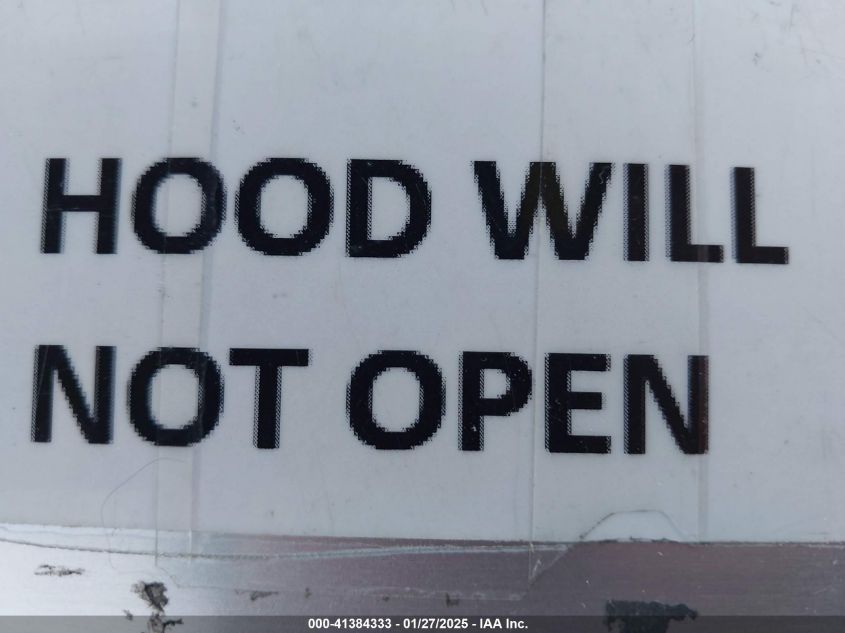 HOOD WILL
NOT OPEN
000-41384333 - 01/27/2025 - IAA Inc.